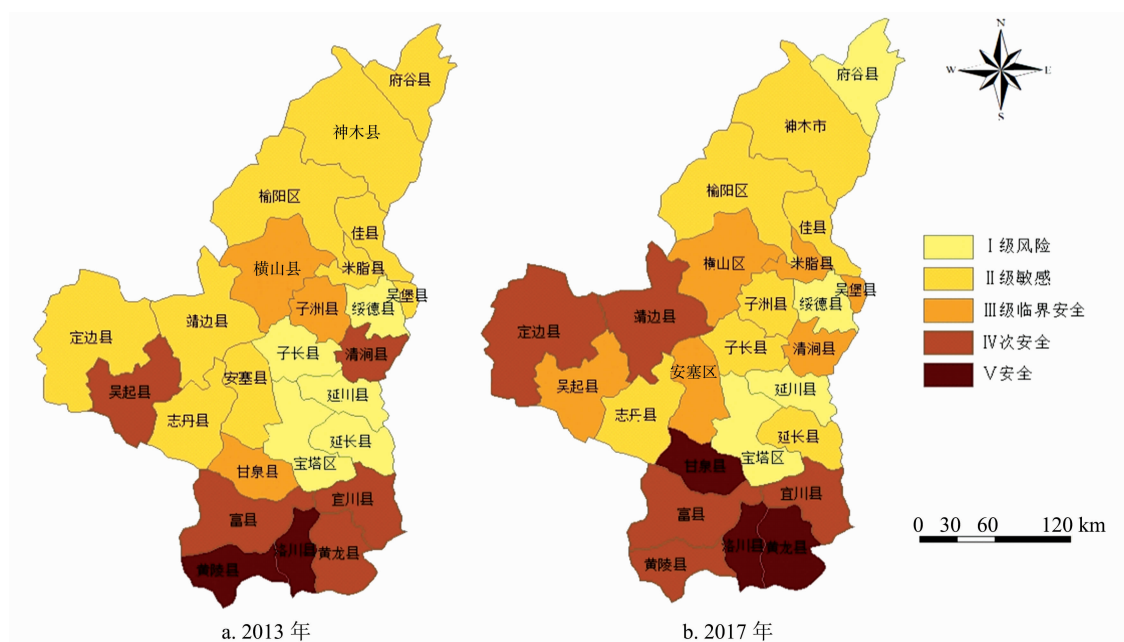 府谷县
神木县
榆阳区
佳县
横山县
米脂县
吴堡县
子洲县
绥德县
靖边县
定边县
子长县
清涧县
安塞县
吴起县
延川县
志丹县
延长县
宝塔区
甘泉县
宜川县
富县
洛川县
黄龙县
黄陵县
a. 2013 年
府谷县
神木市
榆阳区
佳县
横山区
米脂县
吴堡县
子洲县
绥德县
靖边县
定边县
子长县
清涧县
安塞区
吴起县
延川县
志丹县
延长县
宝塔区
甘泉县
宜川县
富县
洛川县
黄龙县
黄陵县
b. 2017 年
N
W E
S
Ⅰ级风险
Ⅱ级敏感
Ⅲ级临界安全
Ⅳ次安全
Ⅴ安全
0 30 60 120 km